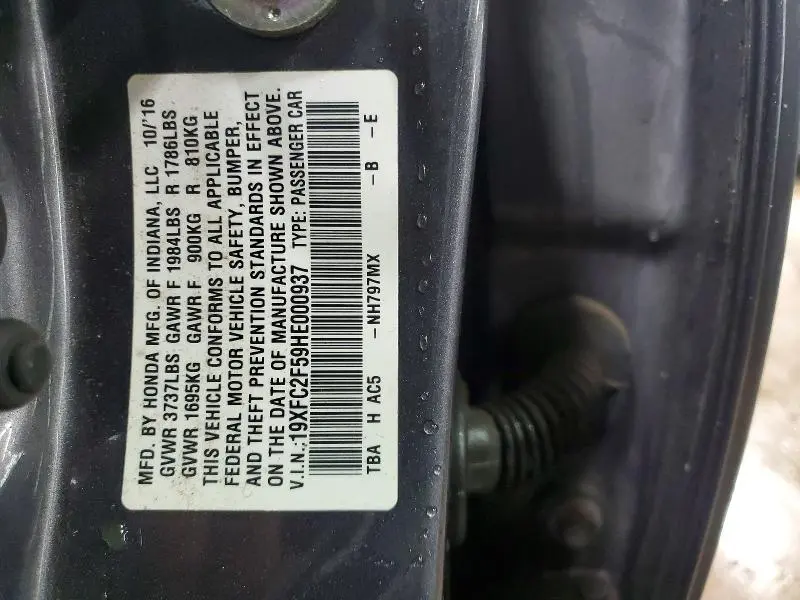 MFD. BY HONDA MFG. OF INDIANA, LLC 10/'16
GVWR 3737LBS GAWR F 1984LBS R 1786LBS
GVWR 1695KG GAWR F 900KG R 810KG
THIS VEHICLE CONFORMS TO ALL APPLICABLE
FEDERAL MOTOR VEHICLE SAFETY, BUMPER,
AND THEFT PREVENTION STANDARDS IN EFFECT
ON THE DATE OF MANUFACTURE SHOWN ABOVE.
V.I.N.:19XFC2F59HE000937 TYPE: PASSENGER CAR
TBA H AC5 -NH797MX -B -E